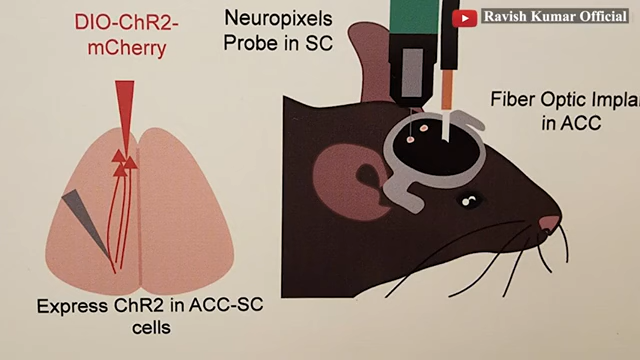 DIO-ChR2-
mCherry
Neuropixels
Probe in SC
Ravish Kumar Official
Fiber Optic Impla
in ACC
Express ChR2 in ACC-SC
cells